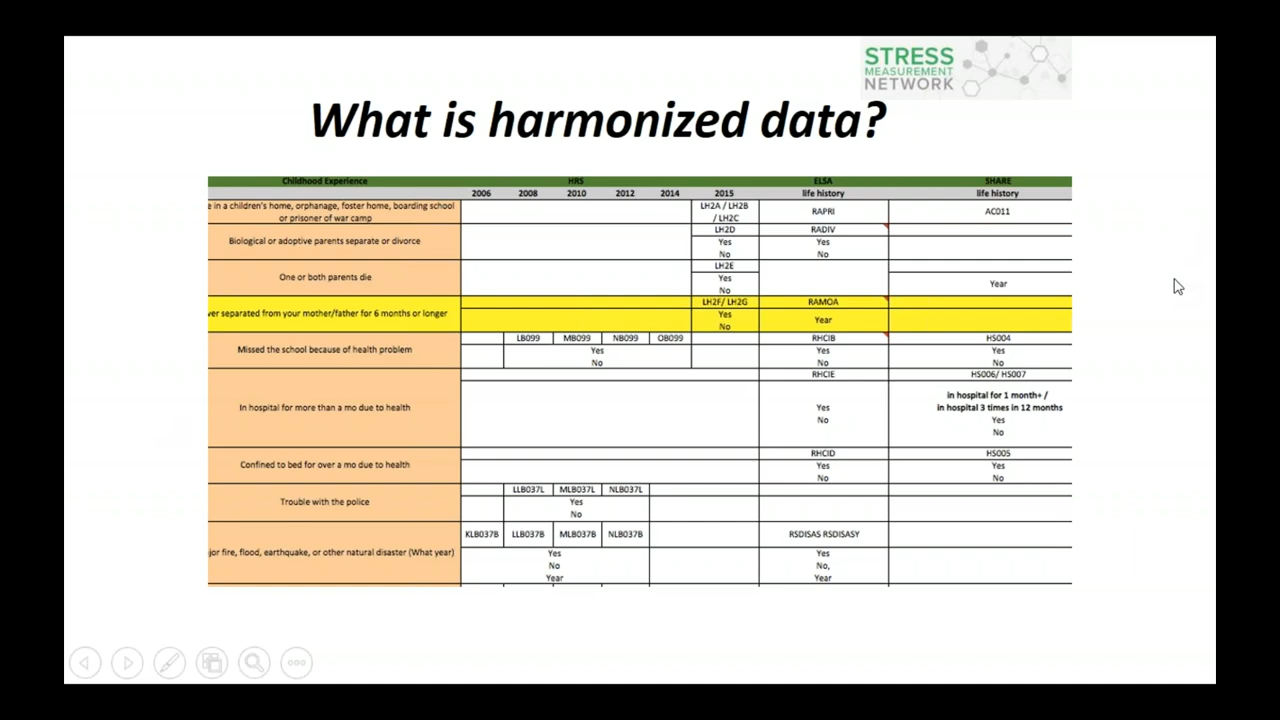 STRESS
MEASUREMENT
NETWORK
What is harmonized data?
Childhood Experience HRS ELSA SHARE
2006 2008 2010 2012 2014 2015 life history life history
e in a children's home, orphanage, foster home, boarding school
or prisoner of war camp
LH2A / LH2B
/ LH2C
RAPRI AC011
Biological or adoptive parents separate or divorce
LH2D RADIV
Yes Yes
No No
One or both parents die
LH2E
Yes
No
Year
ver separated from your mother/father for 6 months or longer
LH2F/ LH2G RAMOA
Yes
No
Year
Missed the school because of health problem
LB099 MB099 NB099 OB099 RHCIB HS004
Yes Yes Yes
No No No
In hospital for more than a mo due to health
RHCIE HS006/ HS007
in hospital for 1 month+ /
in hospital 3 times in 12 months
Yes Yes
No No
Confined to bed for over a mo due to health
RHCID HS005
Yes Yes
No No
Trouble with the police
LLB037L MLB037L NLB037L
Yes
No
jor fire, flood, earthquake, or other natural disaster (What year)
KLB037B LLB037B MLB037B NLB037B RSDISAS RSDISASY
Yes Yes
No No,
Year Year